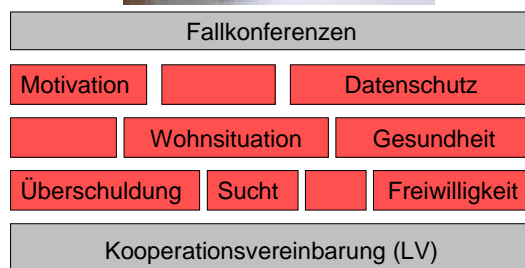 Fallkonferenzen
Motivation Datenschutz
Wohnsituation Gesundheit
Überschuldung Sucht Freiwilligkeit
Kooperationsvereinbarung (LV)